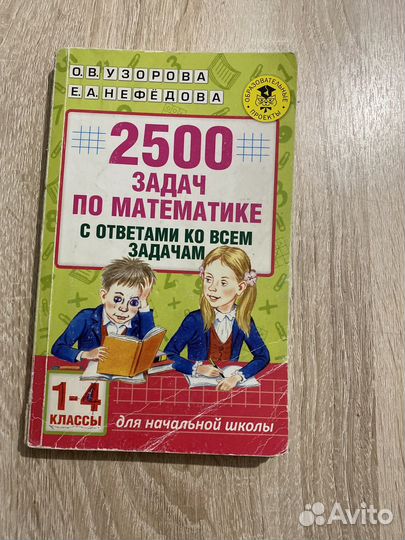 О.В.УЗОРОВА
Е.А.НЕФЁДОВА
ОБРАЗОВАТЕЛЬНЫЕ ПРОЕКТЫ
2500
ЗАДАЧ
ПО МАТЕМАТИКЕ
С ОТВЕТАМИ КО ВСЕМ
ЗАДАЧАМ
1-4
КЛАССЫ
для начальной школы
Avito